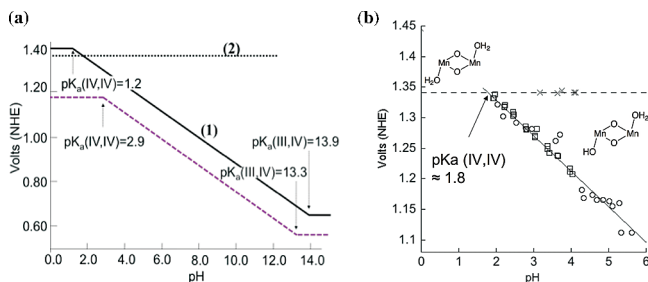 (a)
1.40
1.20
1.00
0.80
0.60
Volts (NHE)
(2)
pKa(IV,IV)=1.2
(1)
pKa(III,IV)=13.9
pKa(IV,IV)=2.9
pKa(III,IV)=13.3
0.0 2.0 4.0 6.0 8.0 10.0 12.0 14.0
pH
(b)
1.4
1.35
1.3
1.25
1.2
1.15
1.1
Volts (NHE)
OH2
O
Mn Mn
O
H2O
OH2
O
Mn Mn
O
HO
pKa (IV,IV)
≈ 1.8
0 1 2 3 4 5 6
pH